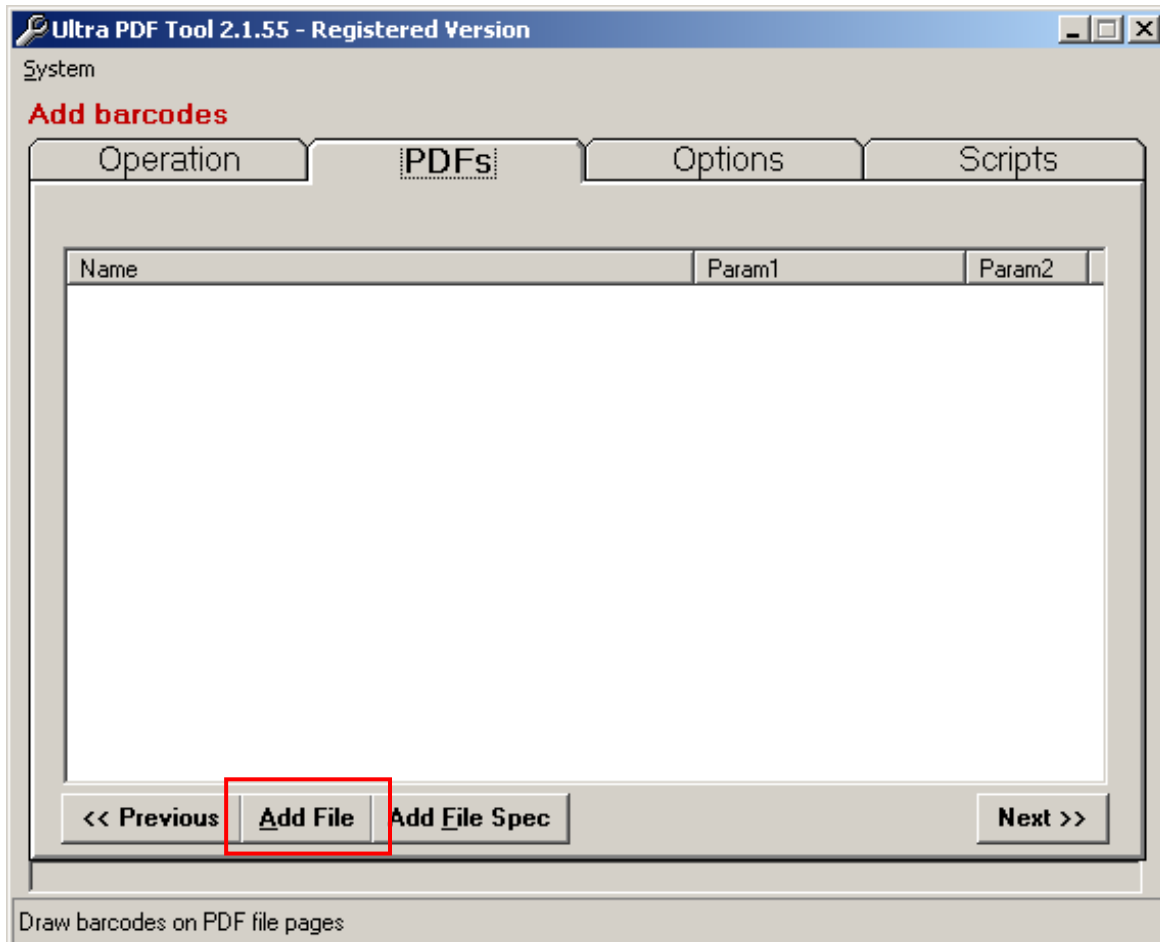 Ultra PDF Tool 2.1.55 - Registered Version
System
Add barcodes
Operation PDFs Options Scripts
Name Param1 Param2
<< Previous Add File Add File Spec Next >>
Draw barcodes on PDF file pages